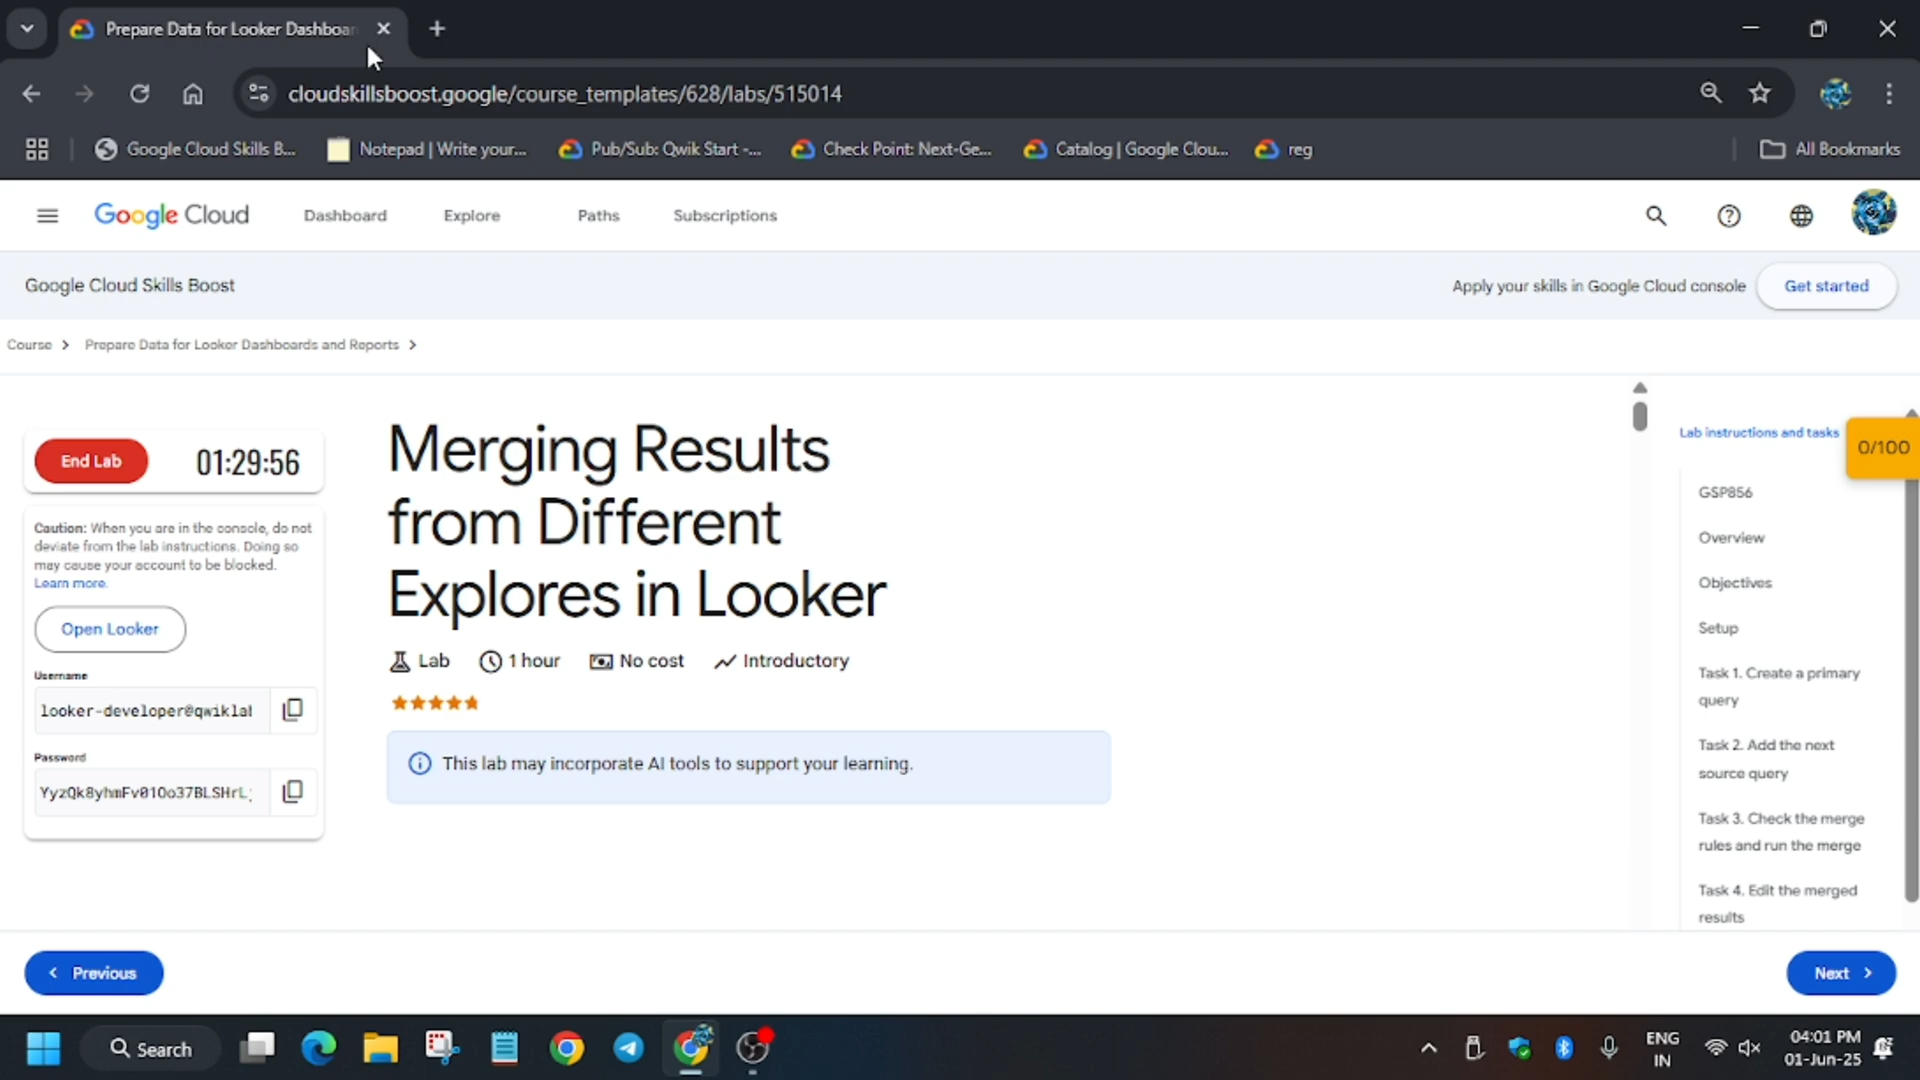 Prepare Data for Looker Dashboar
cloudskillsboost.google/course_templates/628/labs/515014
Google Cloud Skills B...
Notepad | Write your...
Pub/Sub: Qwik Start -...
Check Point: Next-Ge...
Catalog | Google Clou...
reg
All Bookmarks
Google Cloud
Dashboard
Explore
Paths
Subscriptions
Google Cloud Skills Boost
Apply your skills in Google Cloud console
Get started
Course
Prepare Data for Looker Dashboards and Reports
End Lab
01:29:56
Caution: When you are in the console, do not
deviate from the lab instructions. Doing so
may cause your account to be blocked.
Learn more.
Open Looker
Username
looker-developer@qwiklab
Password
YyzQk8yhmFv01Oo37BLSHrL;
Merging Results
from Different
Explores in Looker
Lab
1 hour
No cost
Introductory
This lab may incorporate AI tools to support your learning.
Lab instructions and tasks
0/100
GSP856
Overview
Objectives
Setup
Task 1. Create a primary
query
Task 2. Add the next
source query
Task 3. Check the merge
rules and run the merge
Task 4. Edit the merged
results
Previous
Next
Search
ENG
IN
04:01 PM
01-Jun-25